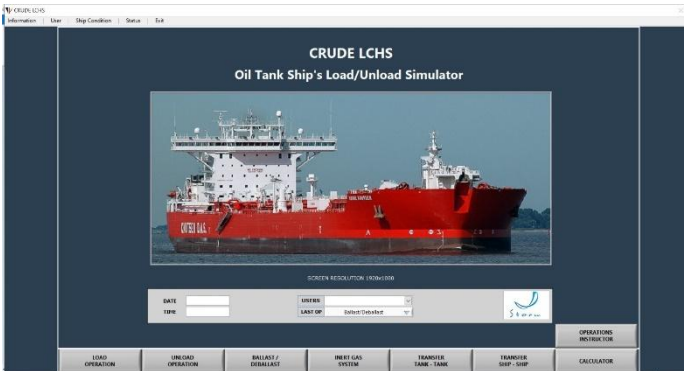 CRUDE LCHS
Information | User | Ship Condition | Status | Exit
CRUDE LCHS
Oil Tank Ship's Load/Unload Simulator
SCREEN RESOLUTION 1920x1080
DATE
USERS
TIME
LAST OP Ballast/Deballast
Storm
OPERATIONS
INSTRUCTOR
LOAD
OPERATION
UNLOAD
OPERATION
BALLAST /
DEBALLAST
INERT GAS
SYSTEM
TRANSFER
TANK - TANK
TRANSFER
SHIP - SHIP
CALCULATOR